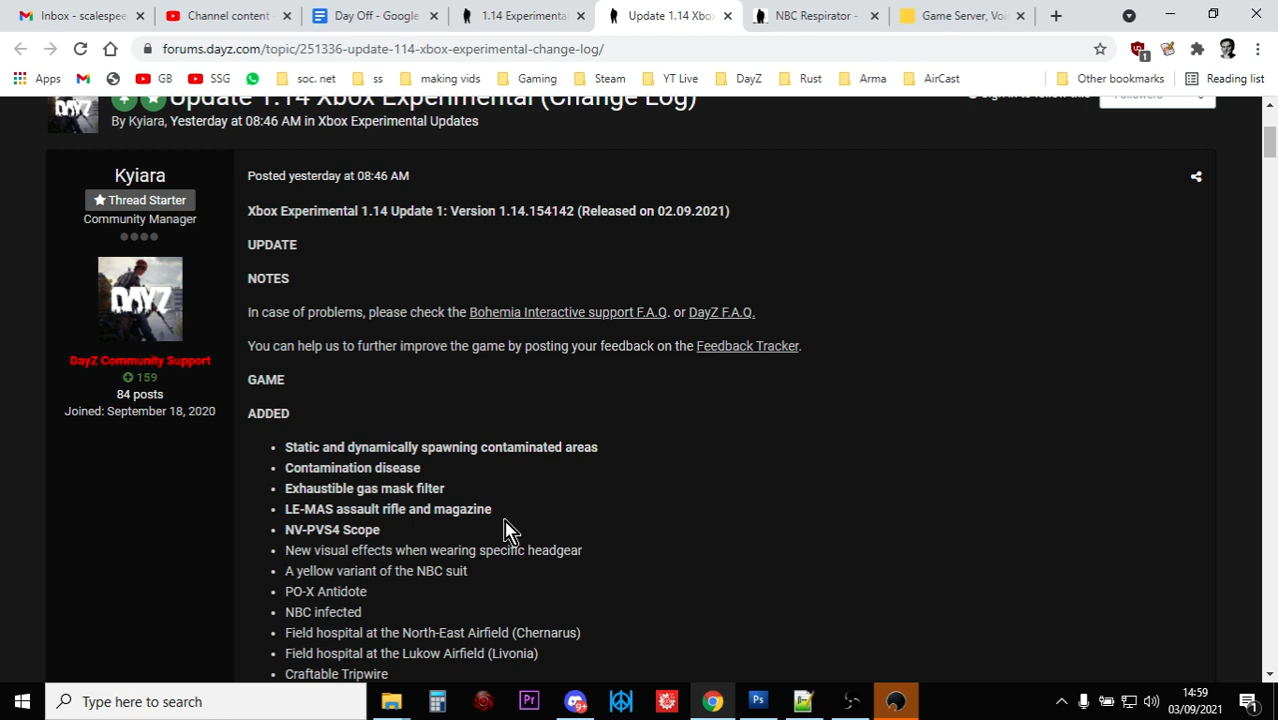 Inbox - scalespee
Channel content -
Day Off - Google
1.14 Experimenta
Update 1.14 Xbox
NBC Respirator -
Game Server, Voi
forums.dayz.com/topic/251336-update-114-xbox-experimental-change-log/
1
Apps
GB
SSG
soc. net
ss
making vids
Gaming
Steam
YT Live
DayZ
Rust
Arma
AirCast
Other bookmarks
Reading list
Update 1.14 Xbox Experimental (Change Log)
By Kyiara, Yesterday at 08:46 AM in Xbox Experimental Updates
Kyiara
Thread Starter
Community Manager
DAYZ
DayZ Community Support
159
84 posts
Joined: September 18, 2020
Posted yesterday at 08:46 AM
Xbox Experimental 1.14 Update 1: Version 1.14.154142 (Released on 02.09.2021)
UPDATE
NOTES
In case of problems, please check the Bohemia Interactive support F.A.Q. or DayZ F.A.Q.
You can help us to further improve the game by posting your feedback on the Feedback Tracker.
GAME
ADDED
• Static and dynamically spawning contaminated areas
• Contamination disease
• Exhaustible gas mask filter
• LE-MAS assault rifle and magazine
• NV-PVS4 Scope
• New visual effects when wearing specific headgear
• A yellow variant of the NBC suit
• PO-X Antidote
• NBC infected
• Field hospital at the North-East Airfield (Chernarus)
• Field hospital at the Lukow Airfield (Livonia)
• Craftable Tripwire
Type here to search
Pr
9+
Ps
14:59
03/09/2021
1